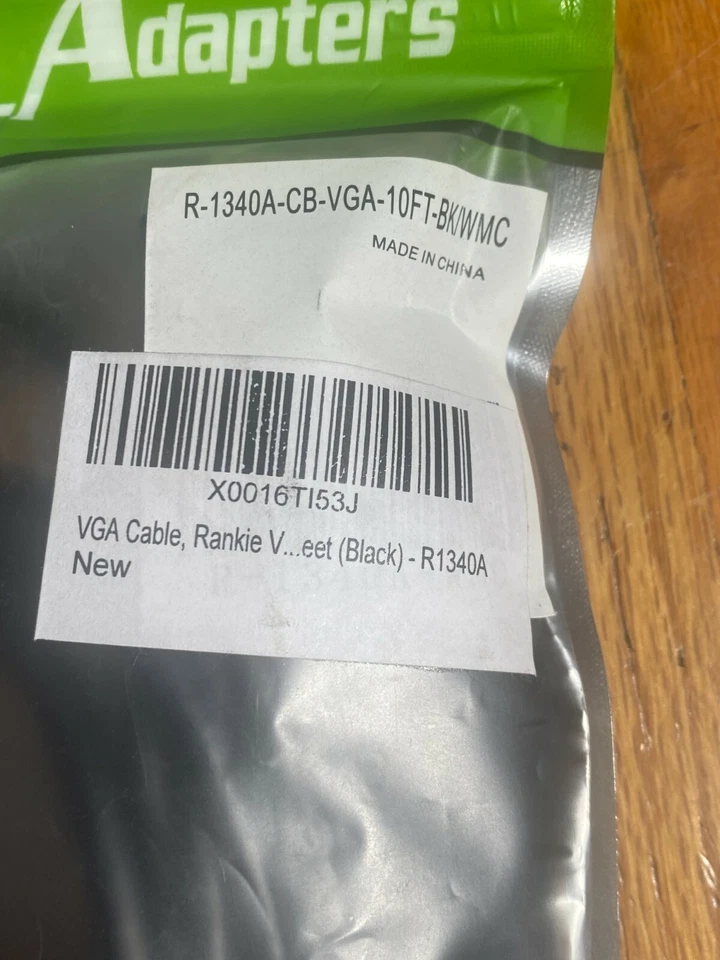 Adapters
R-1340A-CB-VGA-10FT-BK/WMC
MADE IN CHINA
X0016TI53J
VGA Cable, Rankie V...eet (Black) - R1340A
New